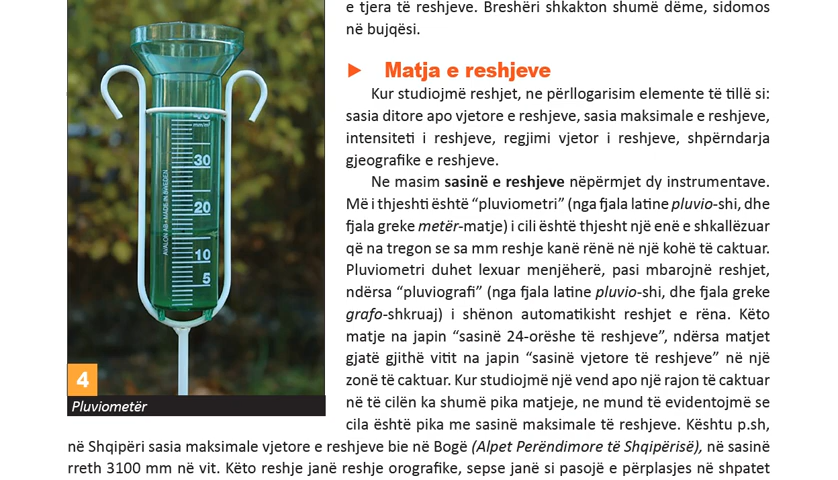 e tjera të reshjeve. Breshëri shkakton shumë dëme, sidomos
në bujqësi.
► Matja e reshjeve
Kur studiojmë reshjet, ne përllogarisim elemente të tillë si:
sasia ditore apo vjetore e reshjeve, sasia maksimale e reshjeve,
intensiteti i reshjeve, regjimi vjetor i reshjeve, shpërndarja
gjeografike e reshjeve.
Ne masim sasinë e reshjeve nëpërmjet dy instrumentave.
Më i thjeshti është “pluviometri” (nga fjala latine pluvio-shi, dhe
fjala greke metër-matje) i cili është thjesht një enë e shkallëzuar
që na tregon se sa mm reshje kanë rënë në një kohë të caktuar.
Pluviometri duhet lexuar menjëherë, pasi mbarojnë reshjet,
ndërsa “pluviografi” (nga fjala latine pluvio-shi, dhe fjala greke
grafo-shkruaj) i shënon automatikisht reshjet e rëna. Këto
matje na japin “sasinë 24-orëshe të reshjeve”, ndërsa matjet
gjatë gjithë vitit na japin “sasinë vjetore të reshjeve” në një
zonë të caktuar. Kur studiojmë një vend apo një rajon të caktuar
në të cilën ka shumë pika matjeje, ne mund të evidentojmë se
cila është pika me sasinë maksimale të reshjeve. Kështu p.sh,
në Shqipëri sasia maksimale vjetore e reshjeve bie në Bogë (Alpet Perëndimore të Shqipërisë), në sasinë
rreth 3100 mm në vit. Këto reshje janë reshje orografike, sepse janë si pasojë e përplasjes në shpatet
30
20
10
5
AVALON AB • MADE IN SWEDEN
4
Pluviometër